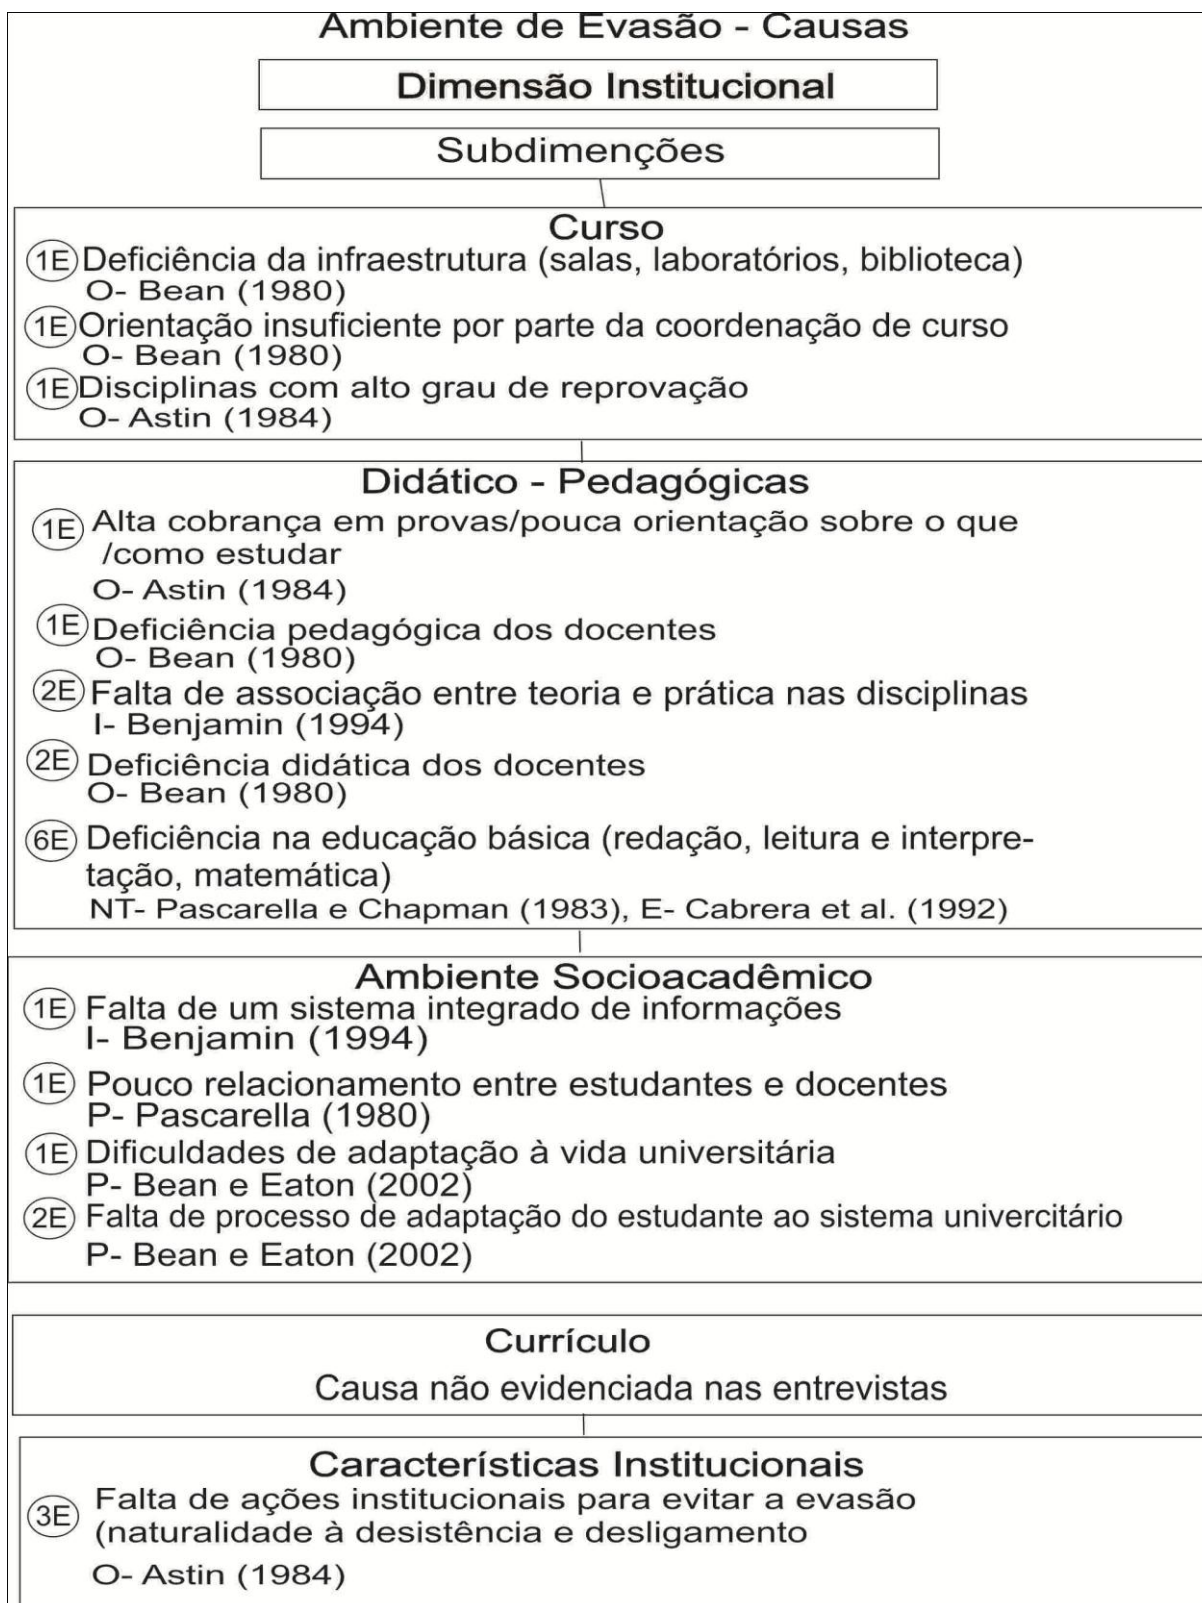 Ambiente de Evasão - Causas
Dimensão Institucional
Subdimenções
Curso
1E Deficiência da infraestrutura (salas, laboratórios, biblioteca)
O- Bean (1980)
1E Orientação insuficiente por parte da coordenação de curso
O- Bean (1980)
1E Disciplinas com alto grau de reprovação
O- Astin (1984)
Didático - Pedagógicas
1E Alta cobrança em provas/pouca orientação sobre o que
/como estudar
O- Astin (1984)
1E Deficiência pedagógica dos docentes
O- Bean (1980)
2E Falta de associação entre teoria e prática nas disciplinas
I- Benjamin (1994)
2E Deficiência didática dos docentes
O- Bean (1980)
6E Deficiência na educação básica (redação, leitura e interpre-
tação, matemática)
NT- Pascarella e Chapman (1983), E- Cabrera et al. (1992)
Ambiente Socioacadêmico
1E Falta de um sistema integrado de informações
I- Benjamin (1994)
1E Pouco relacionamento entre estudantes e docentes
P- Pascarella (1980)
1E Dificuldades de adaptação à vida universitária
P- Bean e Eaton (2002)
2E Falta de processo de adaptação do estudante ao sistema univercitário
P- Bean e Eaton (2002)
Currículo
Causa não evidenciada nas entrevistas
Características Institucionais
3E Falta de ações institucionais para evitar a evasão
(naturalidade à desistência e desligamento
O- Astin (1984)